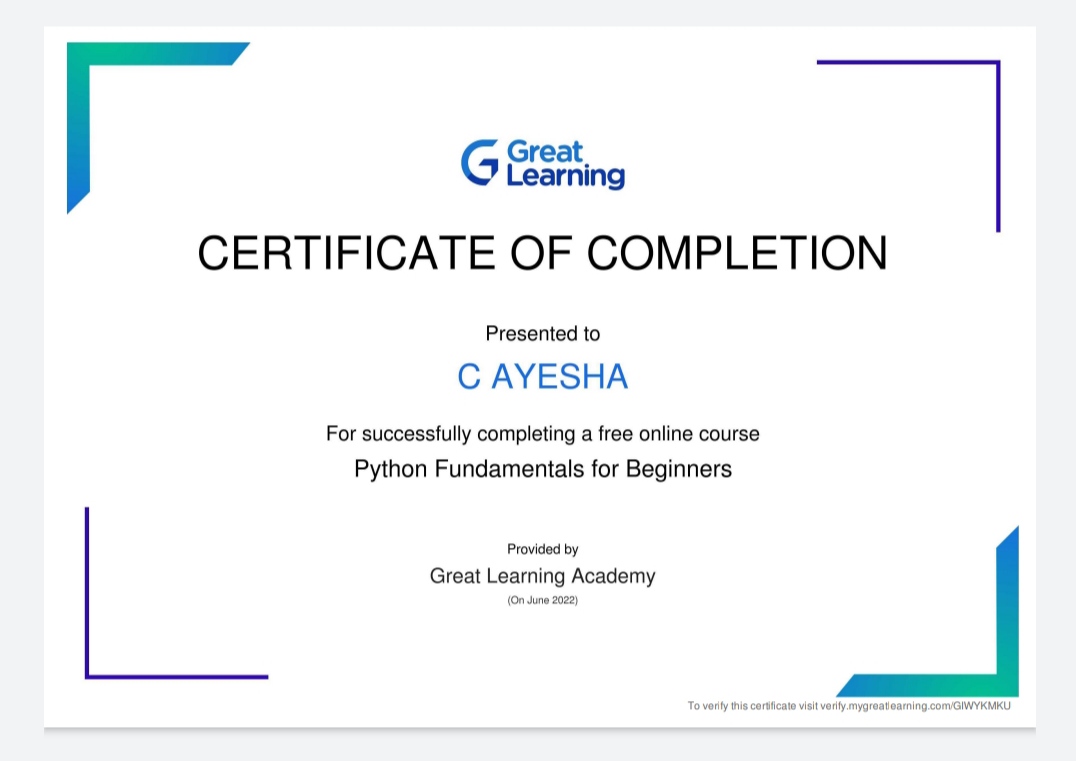 Great
Learning
CERTIFICATE OF COMPLETION
Presented to
C AYESHA
For successfully completing a free online course
Python Fundamentals for Beginners
Provided by
Great Learning Academy
(On June 2022)
To verify this certificate visit verify.mygreatlearning.com/GIWYKMKU